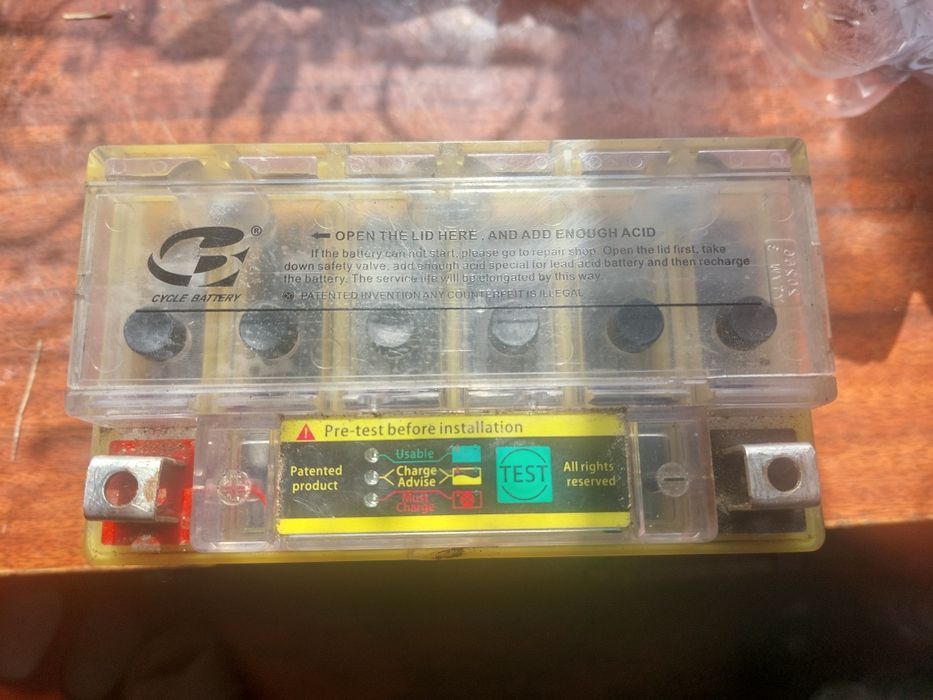 ← OPEN THE LID HERE , AND ADD ENOUGH ACID
If the battery can not start, please go to repair shop. Open the lid first, take
down safety valve, add enough acid special for lead acid battery and then recharge
the battery. The service life will be elongated by this way.
PATENTED INVENTION ANY COUNTERFEIT IS ILLEGAL
®
CYCLE BATTERY
Pre-test before installation
Patented
product
Usable
Charge
Advise
Must
Charge
TEST
All rights
reserved
+
-